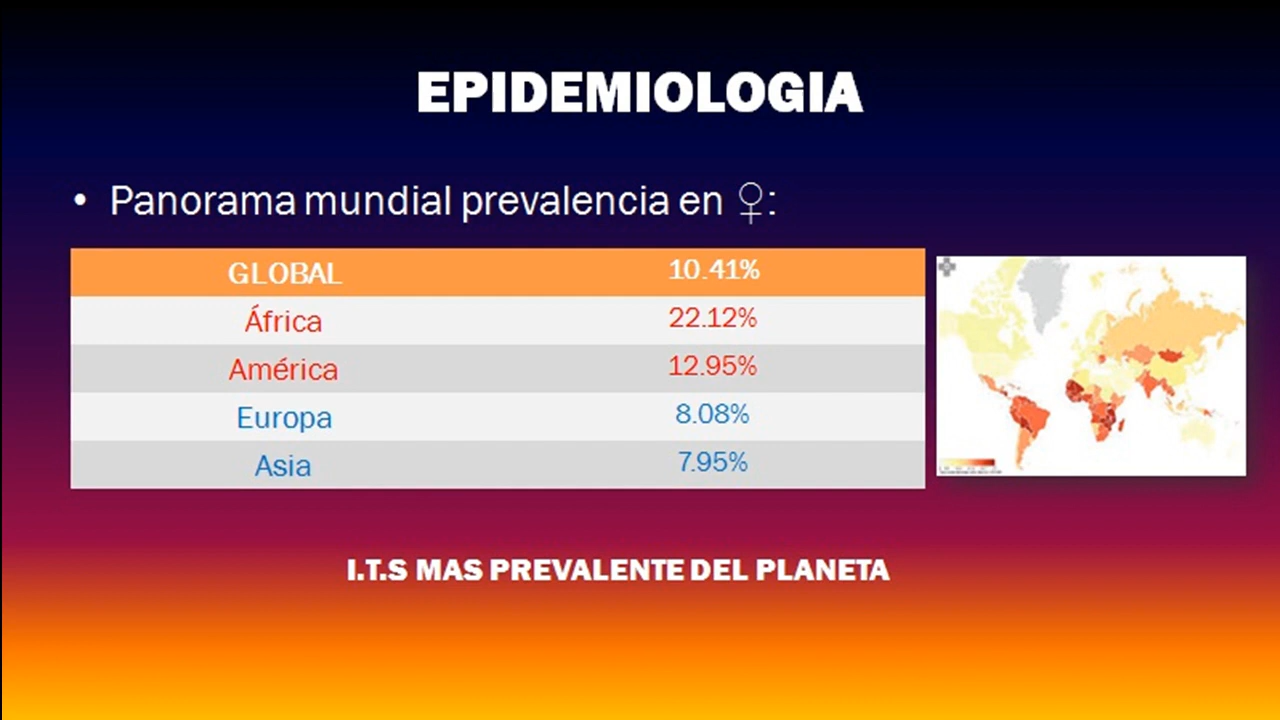 EPIDEMIOLOGIA
• Panorama mundial prevalencia en ♀:
GLOBAL 10.41%
África 22.12%
América 12.95%
Europa 8.08%
Asia 7.95%
I.T.S MAS PREVALENTE DEL PLANETA